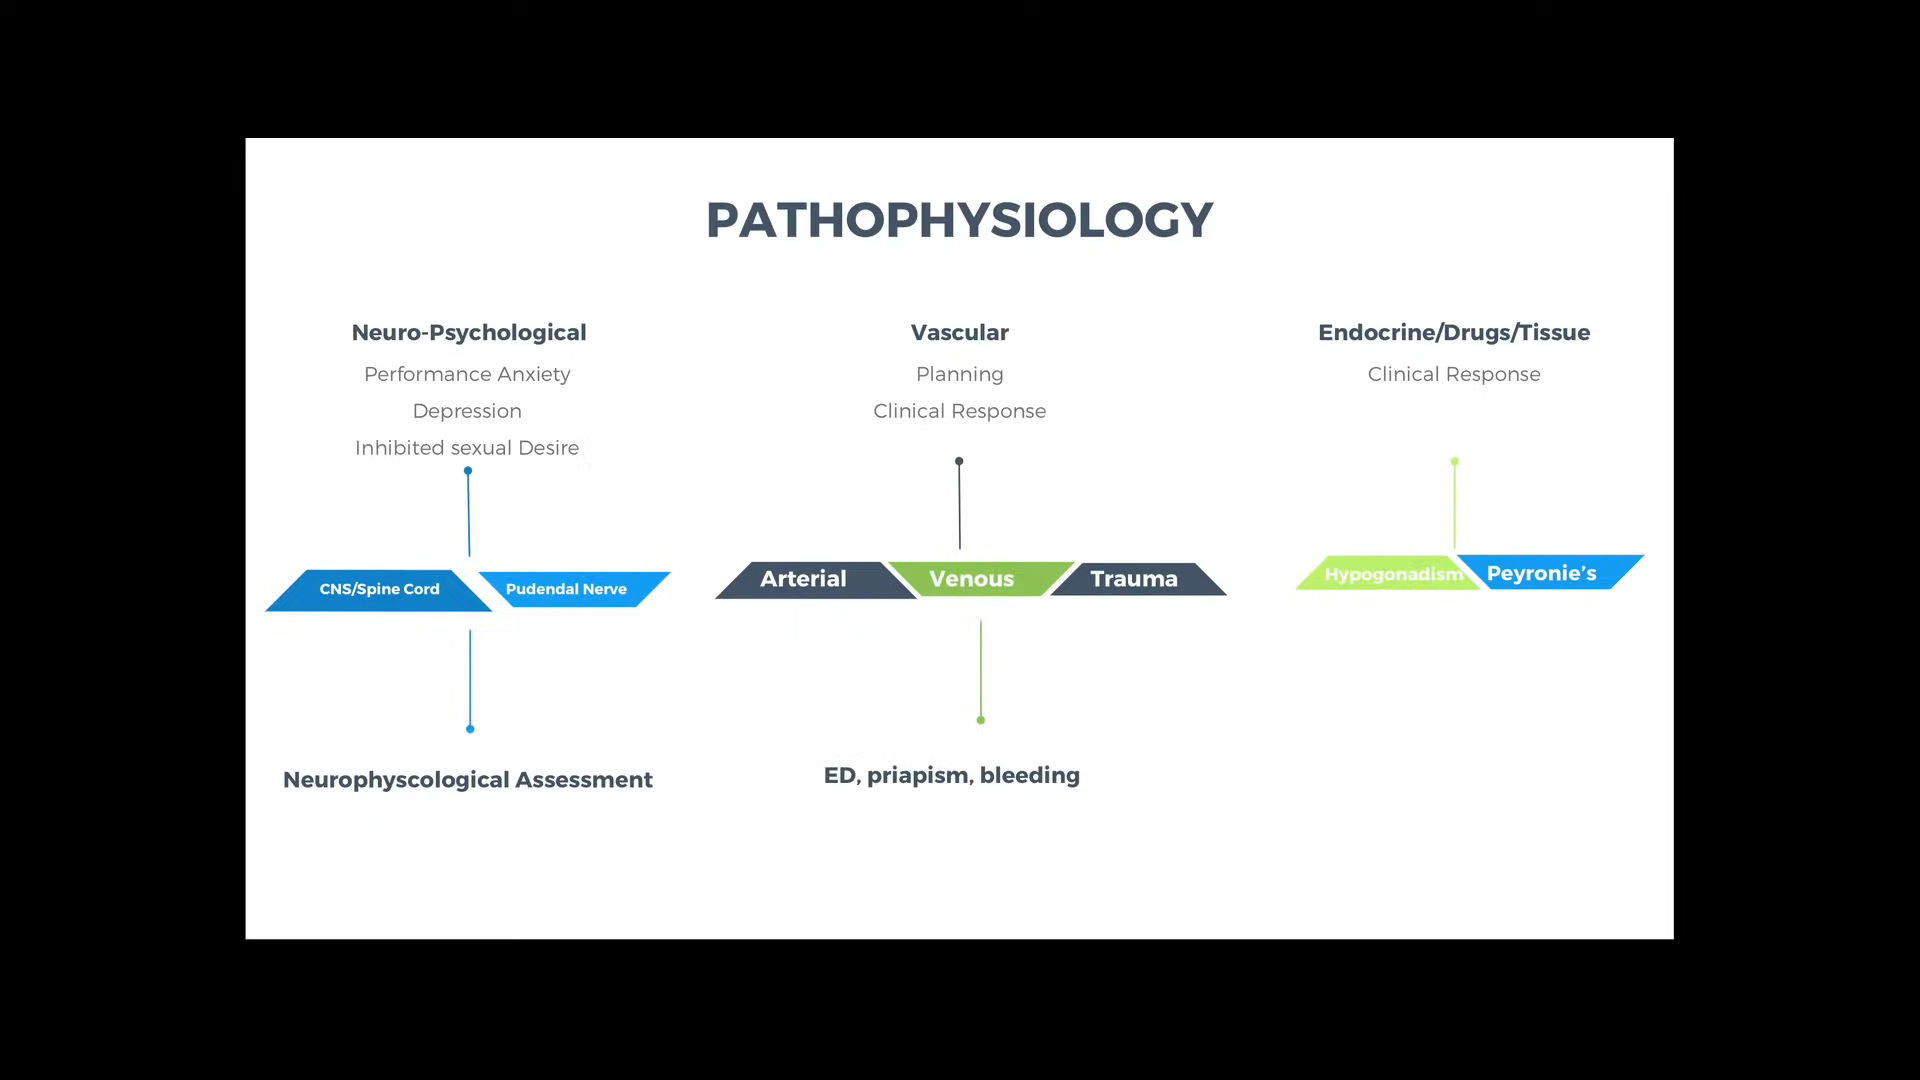 PATHOPHYSIOLOGY
Neuro-Psychological
Performance Anxiety
Depression
Inhibited sexual Desire
CNS/Spine Cord
Pudendal Nerve
Neurophyscological Assessment
Vascular
Planning
Clinical Response
Arterial
Venous
Trauma
ED, priapism, bleeding
Endocrine/Drugs/Tissue
Clinical Response
Hypogonadism
Peyronie’s